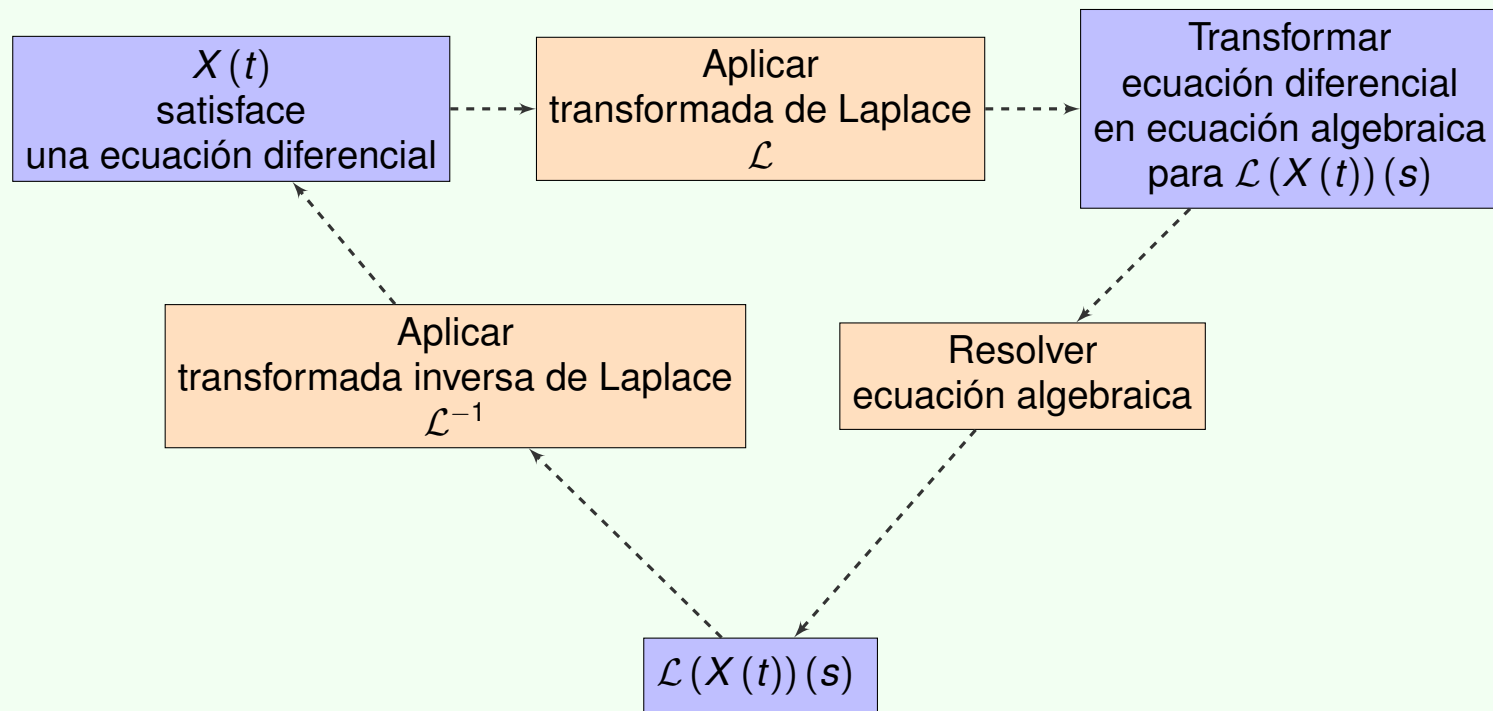 X (t)
satisface
una ecuación diferencial
Aplicar
transformada de Laplace
ℒ
Transformar
ecuación diferencial
en ecuación algebraica
para ℒ (X (t)) (s)
Aplicar
transformada inversa de Laplace
ℒ⁻¹
Resolver
ecuación algebraica
ℒ (X (t)) (s)